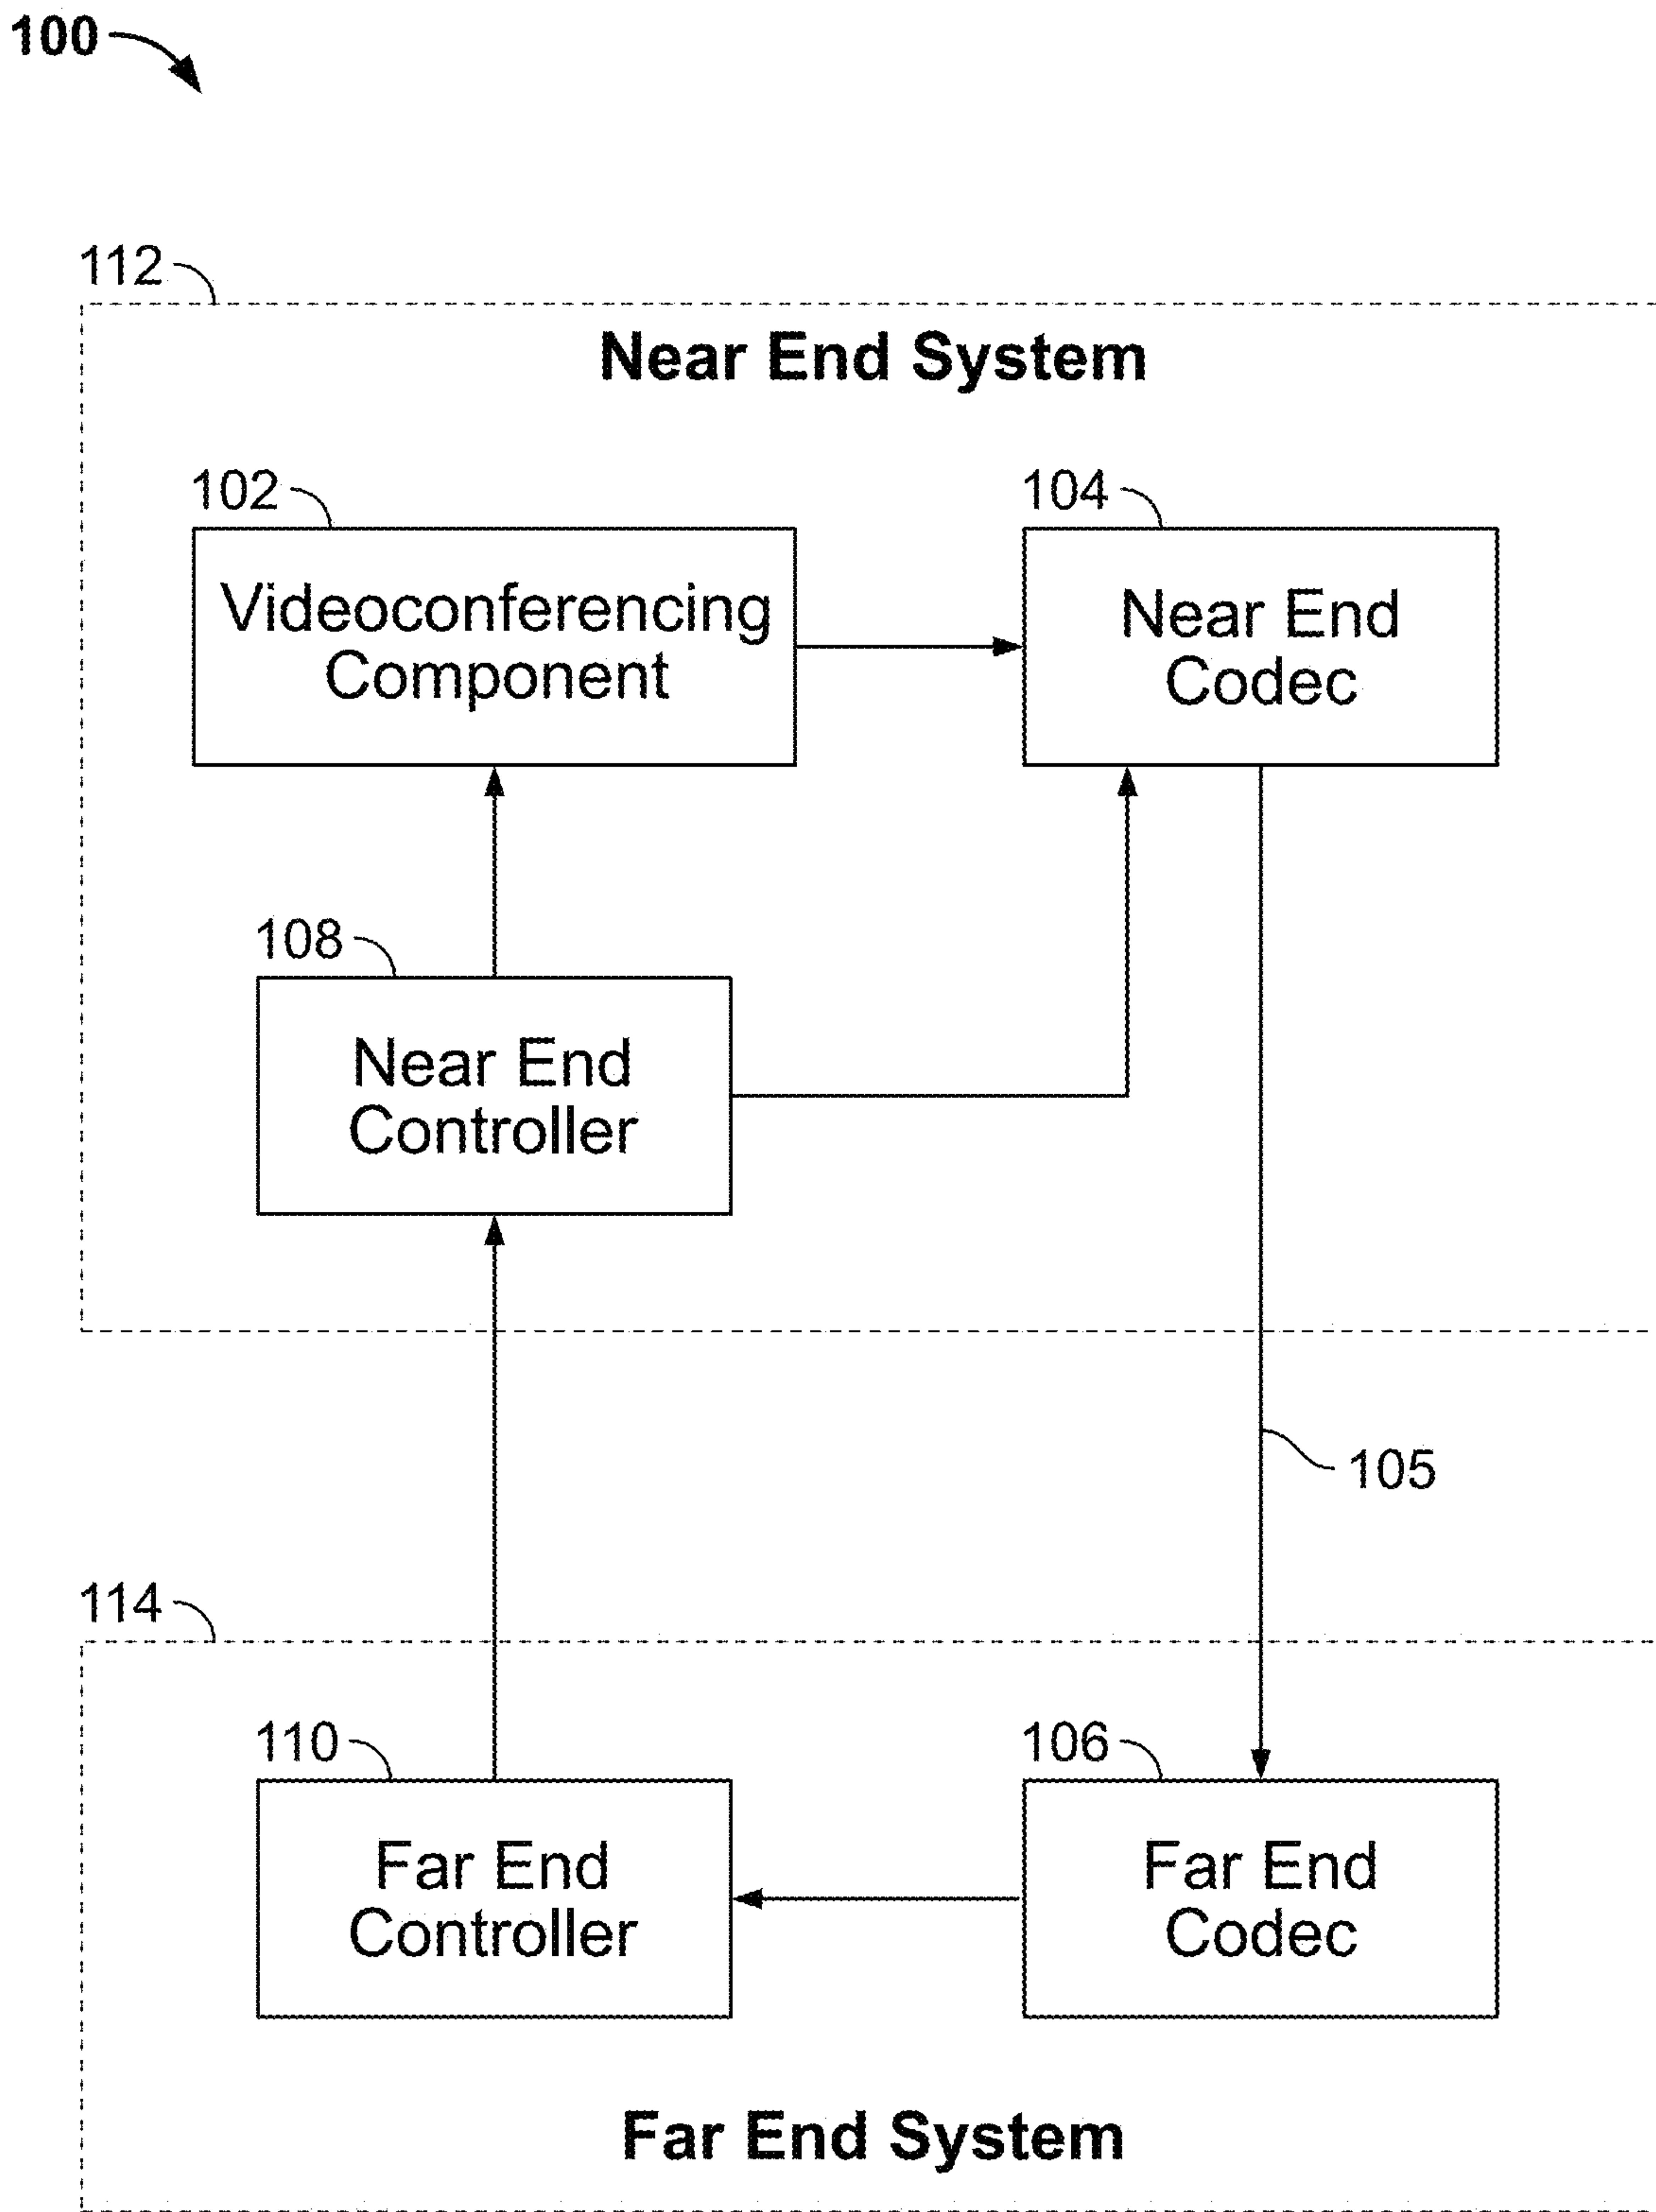 100
112
Near End System
102
104
Videoconferencing
Component
Near End
Codec
108
Near End
Controller
105
114
110
106
Far End
Controller
Far End
Codec
Far End System